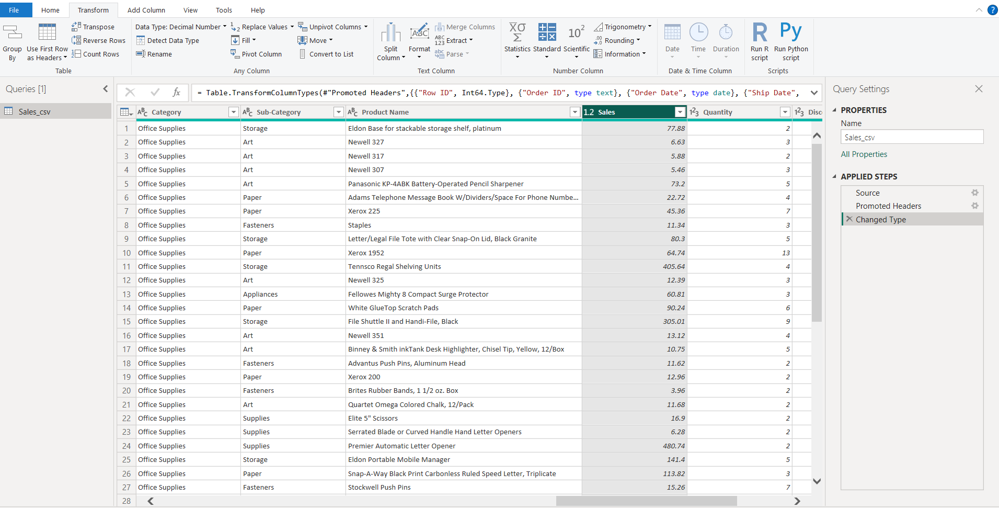 File Home Transform Add Column View Tools Help ?
Group By
Use First Row as Headers
Transpose
Reverse Rows
Count Rows
Table
Data Type: Decimal Number
Detect Data Type
Rename
Replace Values
Fill
Pivot Column
Unpivot Columns
Move
Convert to List
Any Column
Split Column
Format
Merge Columns
Extract
Parse
Text Column
Statistics
Standard
Scientific
Trigonometry
Rounding
Information
Number Column
Date
Time
Duration
Date & Time Column
Run R script
Run Python script
Scripts
Queries [1]
Sales_csv
fx = Table.TransformColumnTypes(#"Promoted Headers",{{"Row ID", Int64.Type}, {"Order ID", type text}, {"Order Date", type date}, {"Ship Date",
ABC Category ABC Sub-Category ABC Product Name 1.2 Sales 123 Quantity 123 Disc
1 Office Supplies Storage Eldon Base for stackable storage shelf, platinum 77.88 2
2 Office Supplies Art Newell 327 6.63 3
3 Office Supplies Art Newell 317 5.88 2
4 Office Supplies Art Newell 307 5.46 3
5 Office Supplies Art Panasonic KP-4ABK Battery-Operated Pencil Sharpener 73.2 5
6 Office Supplies Paper Adams Telephone Message Book W/Dividers/Space For Phone Numbe... 22.72 4
7 Office Supplies Paper Xerox 225 45.36 7
8 Office Supplies Fasteners Staples 11.34 3
9 Office Supplies Storage Letter/Legal File Tote with Clear Snap-On Lid, Black Granite 80.3 5
10 Office Supplies Paper Xerox 1952 64.74 13
11 Office Supplies Storage Tennsco Regal Shelving Units 405.64 4
12 Office Supplies Art Newell 325 12.39 3
13 Office Supplies Appliances Fellowes Mighty 8 Compact Surge Protector 60.81 3
14 Office Supplies Paper White GlueTop Scratch Pads 90.24 6
15 Office Supplies Storage File Shuttle II and Handi-File, Black 305.01 9
16 Office Supplies Art Newell 351 13.12 4
17 Office Supplies Art Binney & Smith inkTank Desk Highlighter, Chisel Tip, Yellow, 12/Box 10.75 5
18 Office Supplies Fasteners Advantus Push Pins, Aluminum Head 11.62 2
19 Office Supplies Paper Xerox 200 12.96 2
20 Office Supplies Fasteners Brites Rubber Bands, 1 1/2 oz. Box 3.96 2
21 Office Supplies Art Quartet Omega Colored Chalk, 12/Pack 11.68 2
22 Office Supplies Supplies Elite 5" Scissors 16.9 2
23 Office Supplies Supplies Serrated Blade or Curved Handle Hand Letter Openers 6.28 2
24 Office Supplies Supplies Premier Automatic Letter Opener 480.74 2
25 Office Supplies Storage Eldon Portable Mobile Manager 141.4 5
26 Office Supplies Paper Snap-A-Way Black Print Carbonless Ruled Speed Letter, Triplicate 113.82 3
27 Office Supplies Fasteners Stockwell Push Pins 15.26 7
28
Query Settings
PROPERTIES
Name
Sales_csv
All Properties
APPLIED STEPS
Source
Promoted Headers
Changed Type